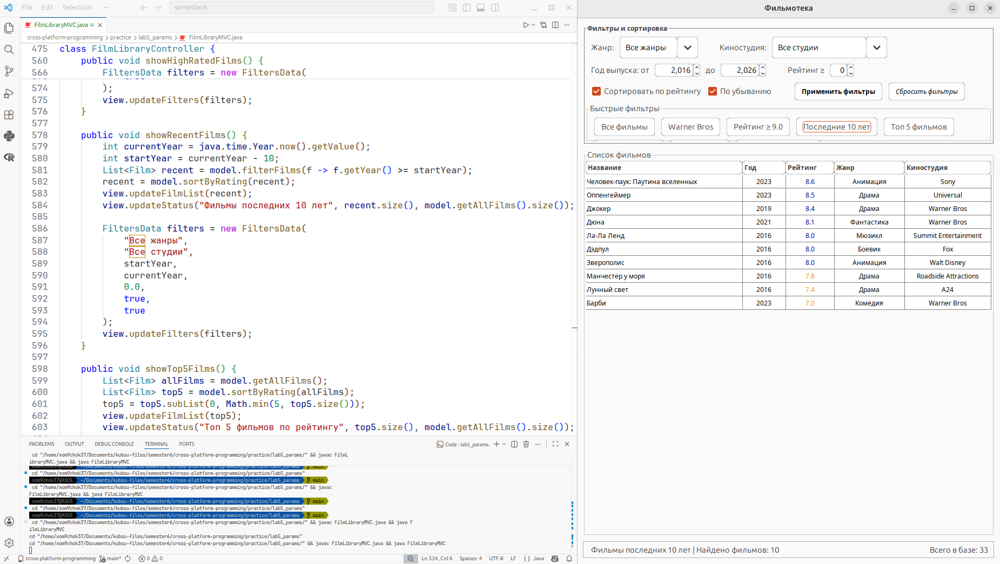 File Edit Selection ··· semester6
FilmLibraryMVC.java U
cross-platform-programming > practice > lab5_params > FilmLibraryMVC.java
475 class FilmLibraryController {
560 public void showHighRatedFilms() {
566 FiltersData filters = new FiltersData(
574 );
575 view.updateFilters(filters);
576 }
577
578 public void showRecentFilms() {
579 int currentYear = java.time.Year.now().getValue();
580 int startYear = currentYear - 10;
581 List<Film> recent = model.filterFilms(f -> f.getYear() >= startYear);
582 recent = model.sortByRating(recent);
583 view.updateFilmList(recent);
584 view.updateStatus("Фильмы последних 10 лет", recent.size(), model.getAllFilms().size());
585
586 FiltersData filters = new FiltersData(
587 "Все жанры",
588 "Все студии",
589 startYear,
590 currentYear,
591 0.0,
592 true,
593 true
594 );
595 view.updateFilters(filters);
596 }
597
598 public void showTop5Films() {
599 List<Film> allFilms = model.getAllFilms();
600 List<Film> top5 = model.sortByRating(allFilms);
601 top5 = top5.subList(0, Math.min(5, top5.size()));
602 view.updateFilmList(top5);
603 view.updateStatus("Топ 5 фильмов по рейтингу", top5.size(), model.getAllFilms().size());
PROBLEMS OUTPUT DEBUG CONSOLE TERMINAL PORTS Code - lab5_params
cd "/home/xom9chok37/Documents/kubsu-files/semester6/cross-platform-programming/practice/lab5_params/" && javac FilmL
ibraryMVC.java && java FilmLibraryMVC
xom9chok37@ASUS ~/Documents/kubsu-files/semester6/cross-platform-programming/practice/lab5_params main
cd "/home/xom9chok37/Documents/kubsu-files/semester6/cross-platform-programming/practice/lab5_params"
xom9chok37@ASUS ~/Documents/kubsu-files/semester6/cross-platform-programming/practice/lab5_params main
cd "/home/xom9chok37/Documents/kubsu-files/semester6/cross-platform-programming/practice/lab5_params/" && javac
FilmLibraryMVC.java && java FilmLibraryMVC
xom9chok37@ASUS ~/Documents/kubsu-files/semester6/cross-platform-programming/practice/lab5_params main
cd "/home/xom9chok37/Documents/kubsu-files/semester6/cross-platform-programming/practice/lab5_params"
xom9chok37@ASUS ~/Documents/kubsu-files/semester6/cross-platform-programming/practice/lab5_params main
cd "/home/xom9chok37/Documents/kubsu-files/semester6/cross-platform-programming/practice/lab5_params/" && javac FilmLibraryMVC.java && java F
ilmLibraryMVC
cd "/home/xom9chok37/Documents/kubsu-files/semester6/cross-platform-programming/practice/lab5_params"
cd "/home/xom9chok37/Documents/kubsu-files/semester6/cross-platform-programming/practice/lab5_params/" && javac FilmLibraryMVC.java && java FilmLibraryMVC
cross-platform-programming main* 0 0 Ln 534, Col 6 Spaces: 4 UTF-8 LF { } Java
Фильмотека
Фильтры и сортировка
Жанр: Все жанры Киностудия: Все студии
Год выпуска: от 2,016 до 2,026 Рейтинг ≥ 0
Сортировать по рейтингу По убыванию Применить фильтры Сбросить фильтры
Быстрые фильтры
Все фильмы Warner Bros Рейтинг ≥ 9.0 Последние 10 лет Топ 5 фильмов
Список фильмов
Название Год Рейтинг Жанр Киностудия
Человек-паук: Паутина вселенных 2023 8.6 Анимация Sony
Оппенгеймер 2023 8.5 Драма Universal
Джокер 2019 8.4 Драма Warner Bros
Дюна 2021 8.1 Фантастика Warner Bros
Ла-Ла Ленд 2016 8.0 Мюзикл Summit Entertainment
Дэдпул 2016 8.0 Боевик Fox
Зверополис 2016 8.0 Анимация Walt Disney
Манчестер у моря 2016 7.8 Драма Roadside Attractions
Лунный свет 2016 7.4 Драма A24
Барби 2023 7.0 Комедия Warner Bros
Фильмы последних 10 лет | Найдено фильмов: 10 Всего в базе: 33